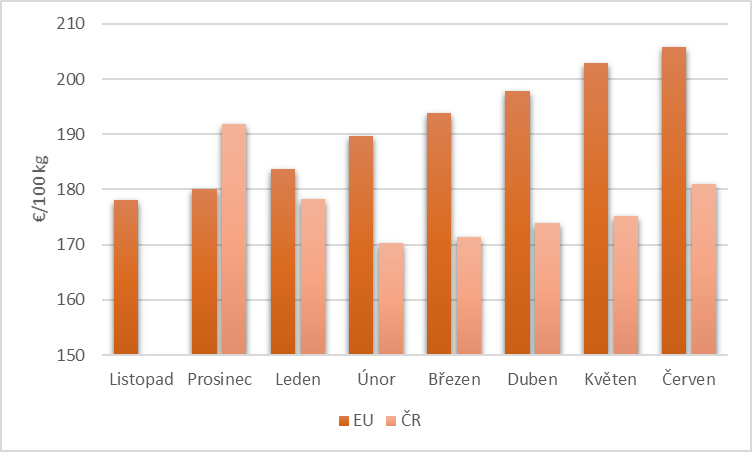 210
200
190
180
170
160
150
€/100 kg
Listopad Prosinec Leden Únor Březen Duben Květen Červen
EU ČR